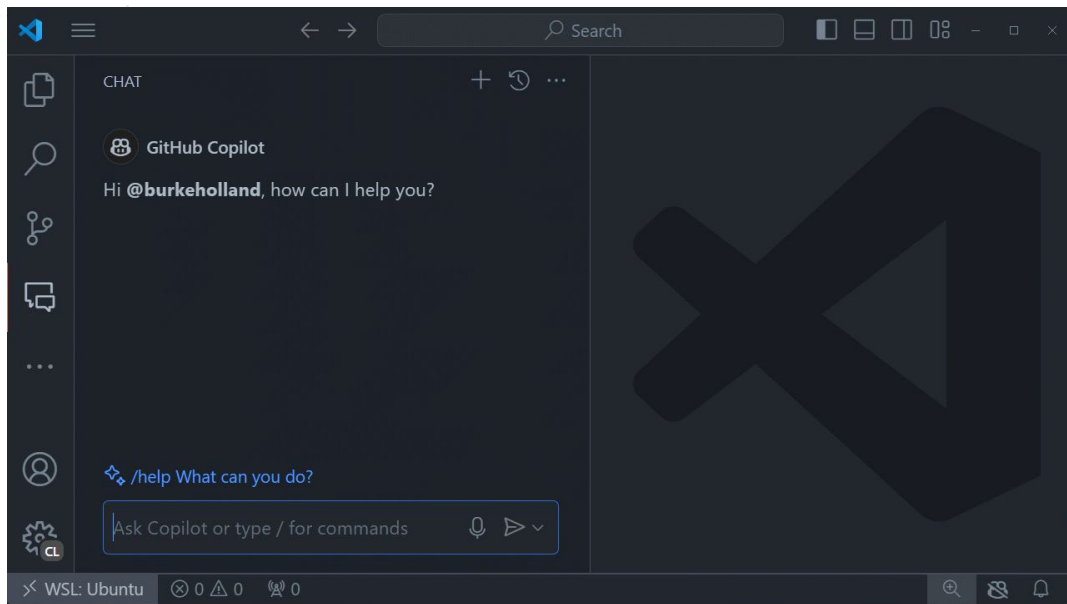 Search
CHAT
GitHub Copilot
Hi @burkeholland, how can I help you?
/help What can you do?
Ask Copilot or type / for commands
CL
WSL: Ubuntu 0 0 0